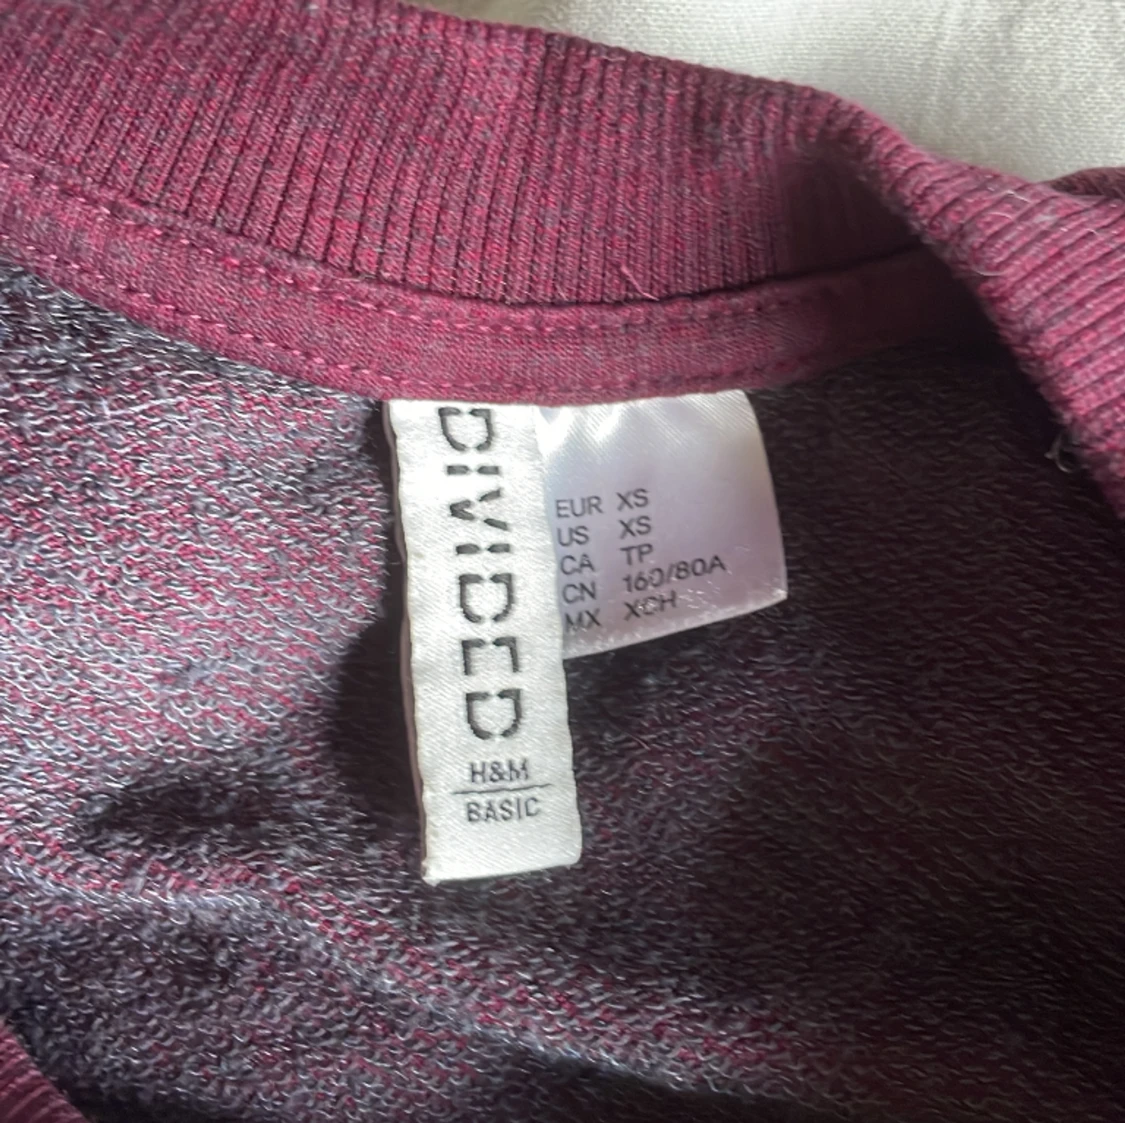 DIVIDED
H&M
BASIC
EUR XS
US XS
CA TP
CN 160/80A
MX XCH